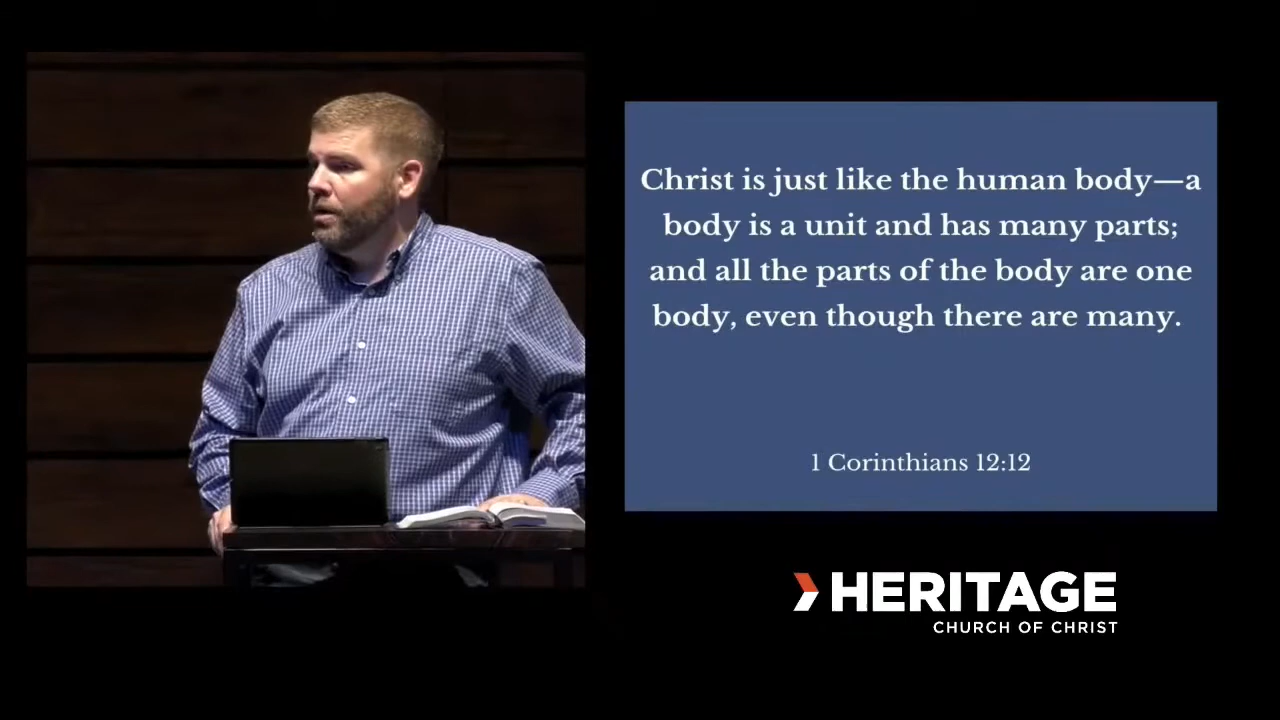 Christ is just like the human body—a
body is a unit and has many parts;
and all the parts of the body are one
body, even though there are many.
1 Corinthians 12:12
HERITAGE
CHURCH OF CHRIST